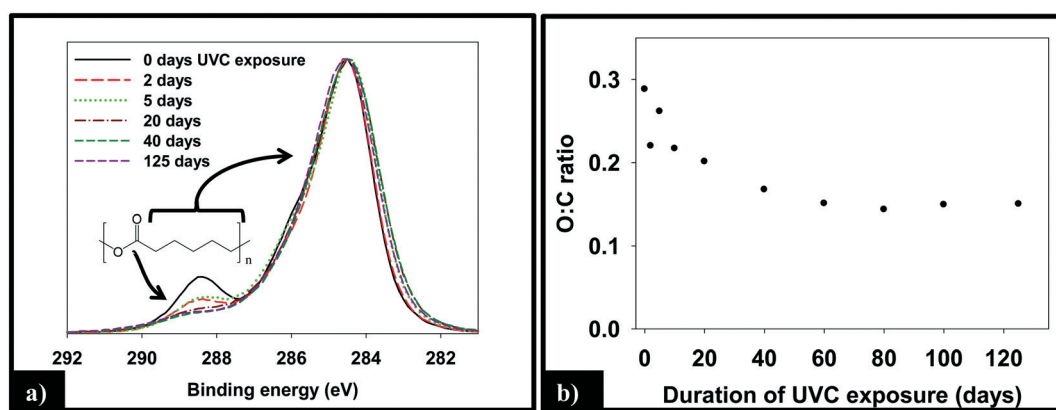 0 days UVC exposure
2 days
5 days
20 days
40 days
125 days
O
O
n
292 290 288 286 284 282
Binding energy (eV)
a)
O:C ratio
0.3
0.2
0.1
0.0
0 20 40 60 80 100 120
Duration of UVC exposure (days)
b)